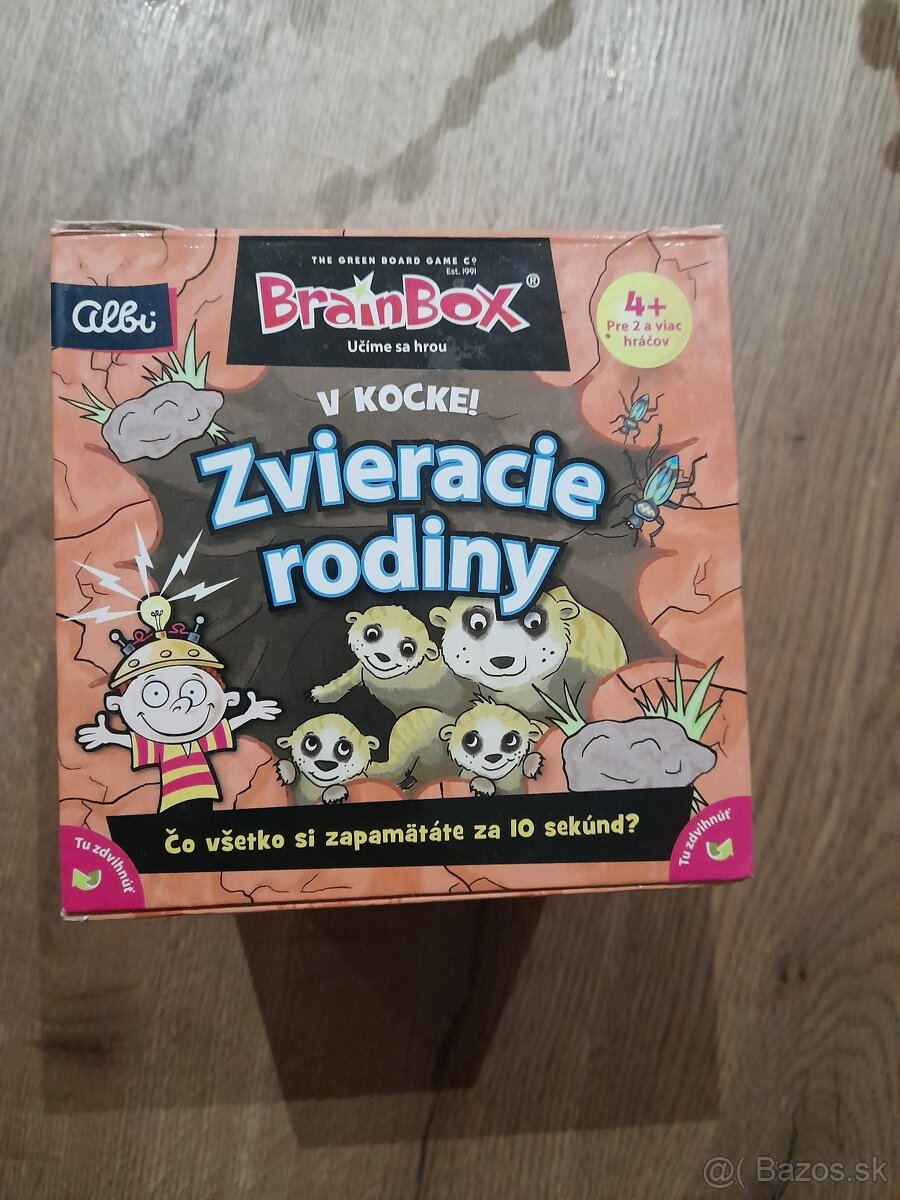 THE GREEN BOARD GAME Cº
Est. 1991
BrainBox®
Učíme sa hrou
Albi
4+
Pre 2 a viac
hráčov
V KOCKE!
Zvieracie
rodiny
Čo všetko si zapamätáte za 10 sekúnd?
Tu zdvihnúť
Tu zdvihnúť
@( Bazos.sk